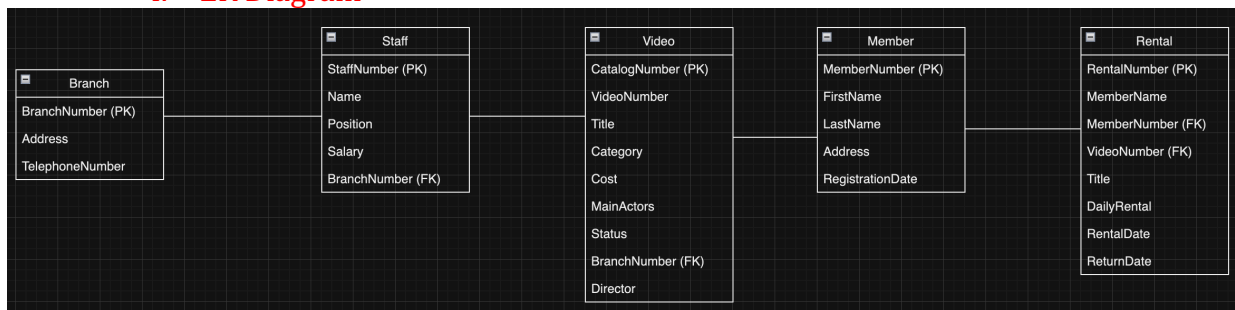 Branch
BranchNumber (PK)
Address
TelephoneNumber
Staff
StaffNumber (PK)
Name
Position
Salary
BranchNumber (FK)
Video
CatalogNumber (PK)
VideoNumber
Title
Category
Cost
MainActors
Status
BranchNumber (FK)
Director
Member
MemberNumber (PK)
FirstName
LastName
Address
RegistrationDate
Rental
RentalNumber (PK)
MemberName
MemberNumber (FK)
VideoNumber (FK)
Title
DailyRental
RentalDate
ReturnDate